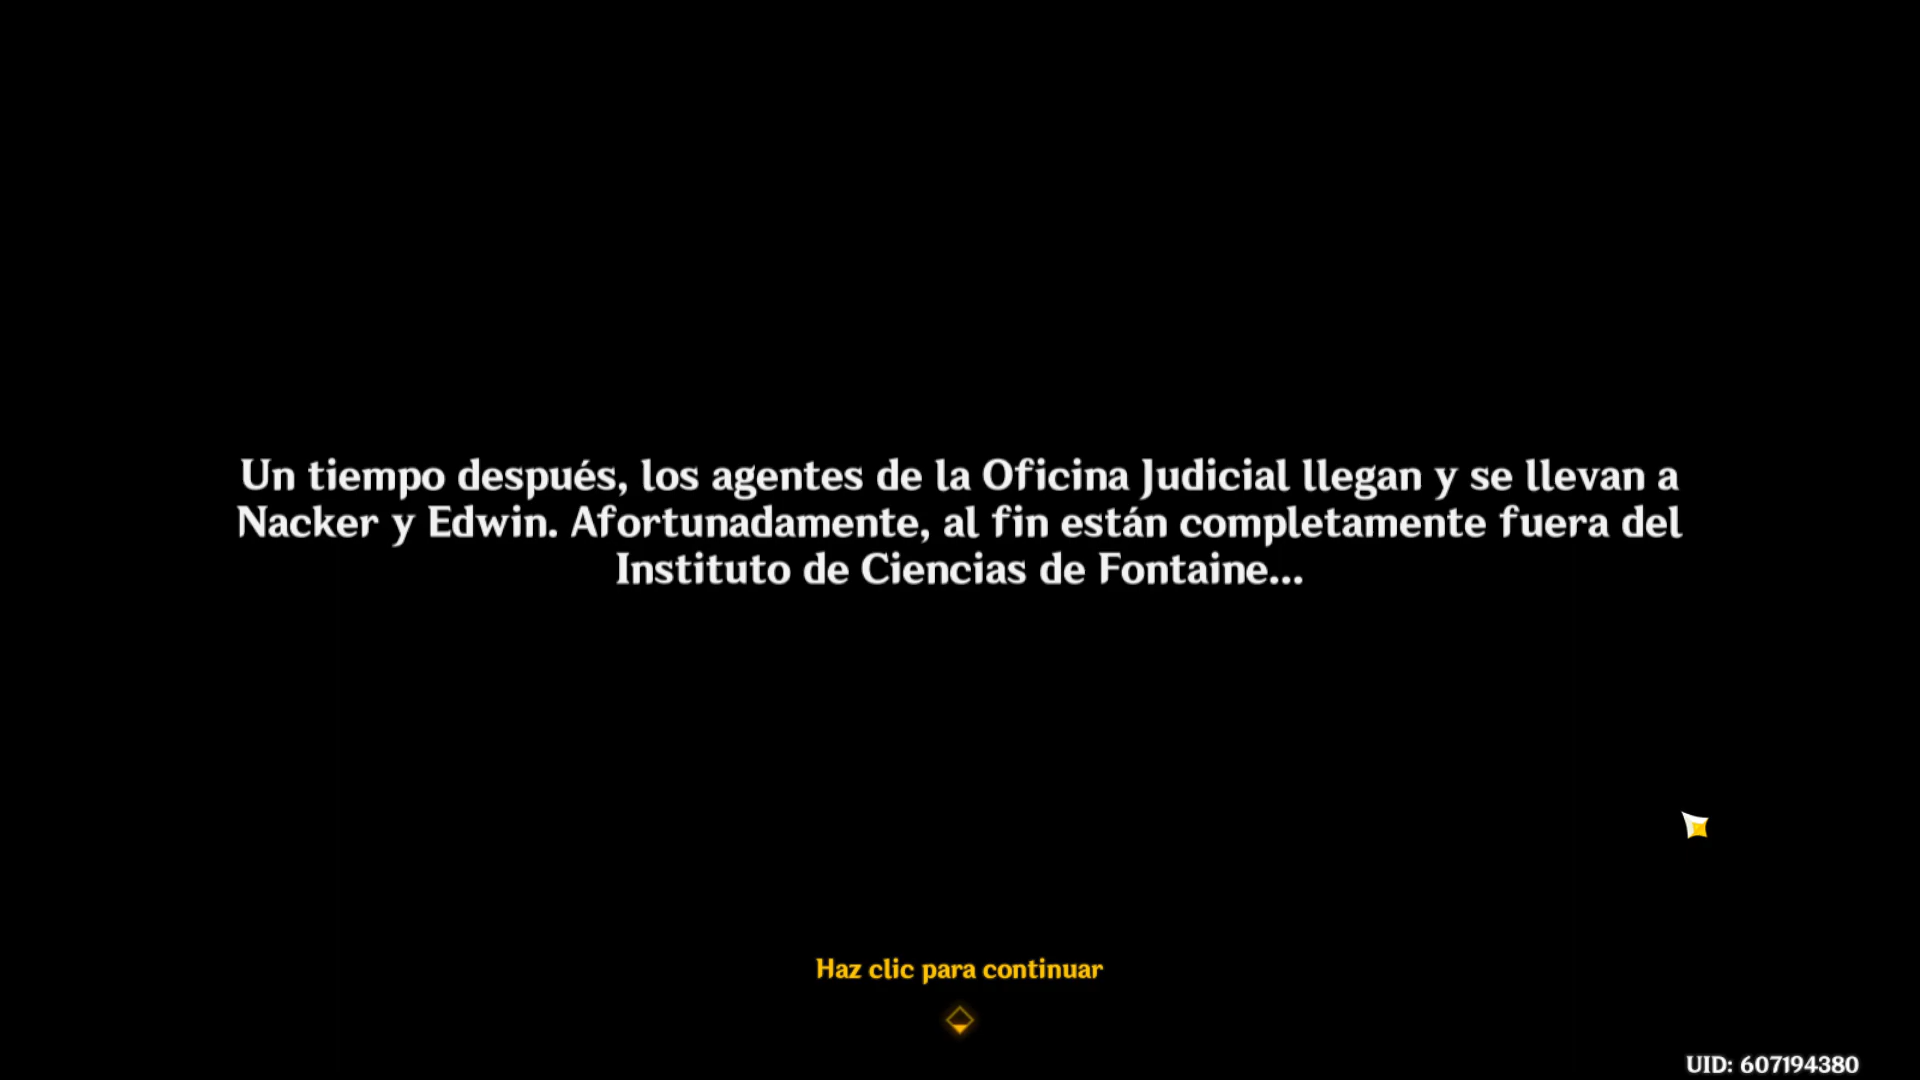 Un tiempo después, los agentes de la Oficina Judicial llegan y se llevan a
Nacker y Edwin. Afortunadamente, al fin están completamente fuera del
Instituto de Ciencias de Fontaine...
Haz clic para continuar
UID: 607194380